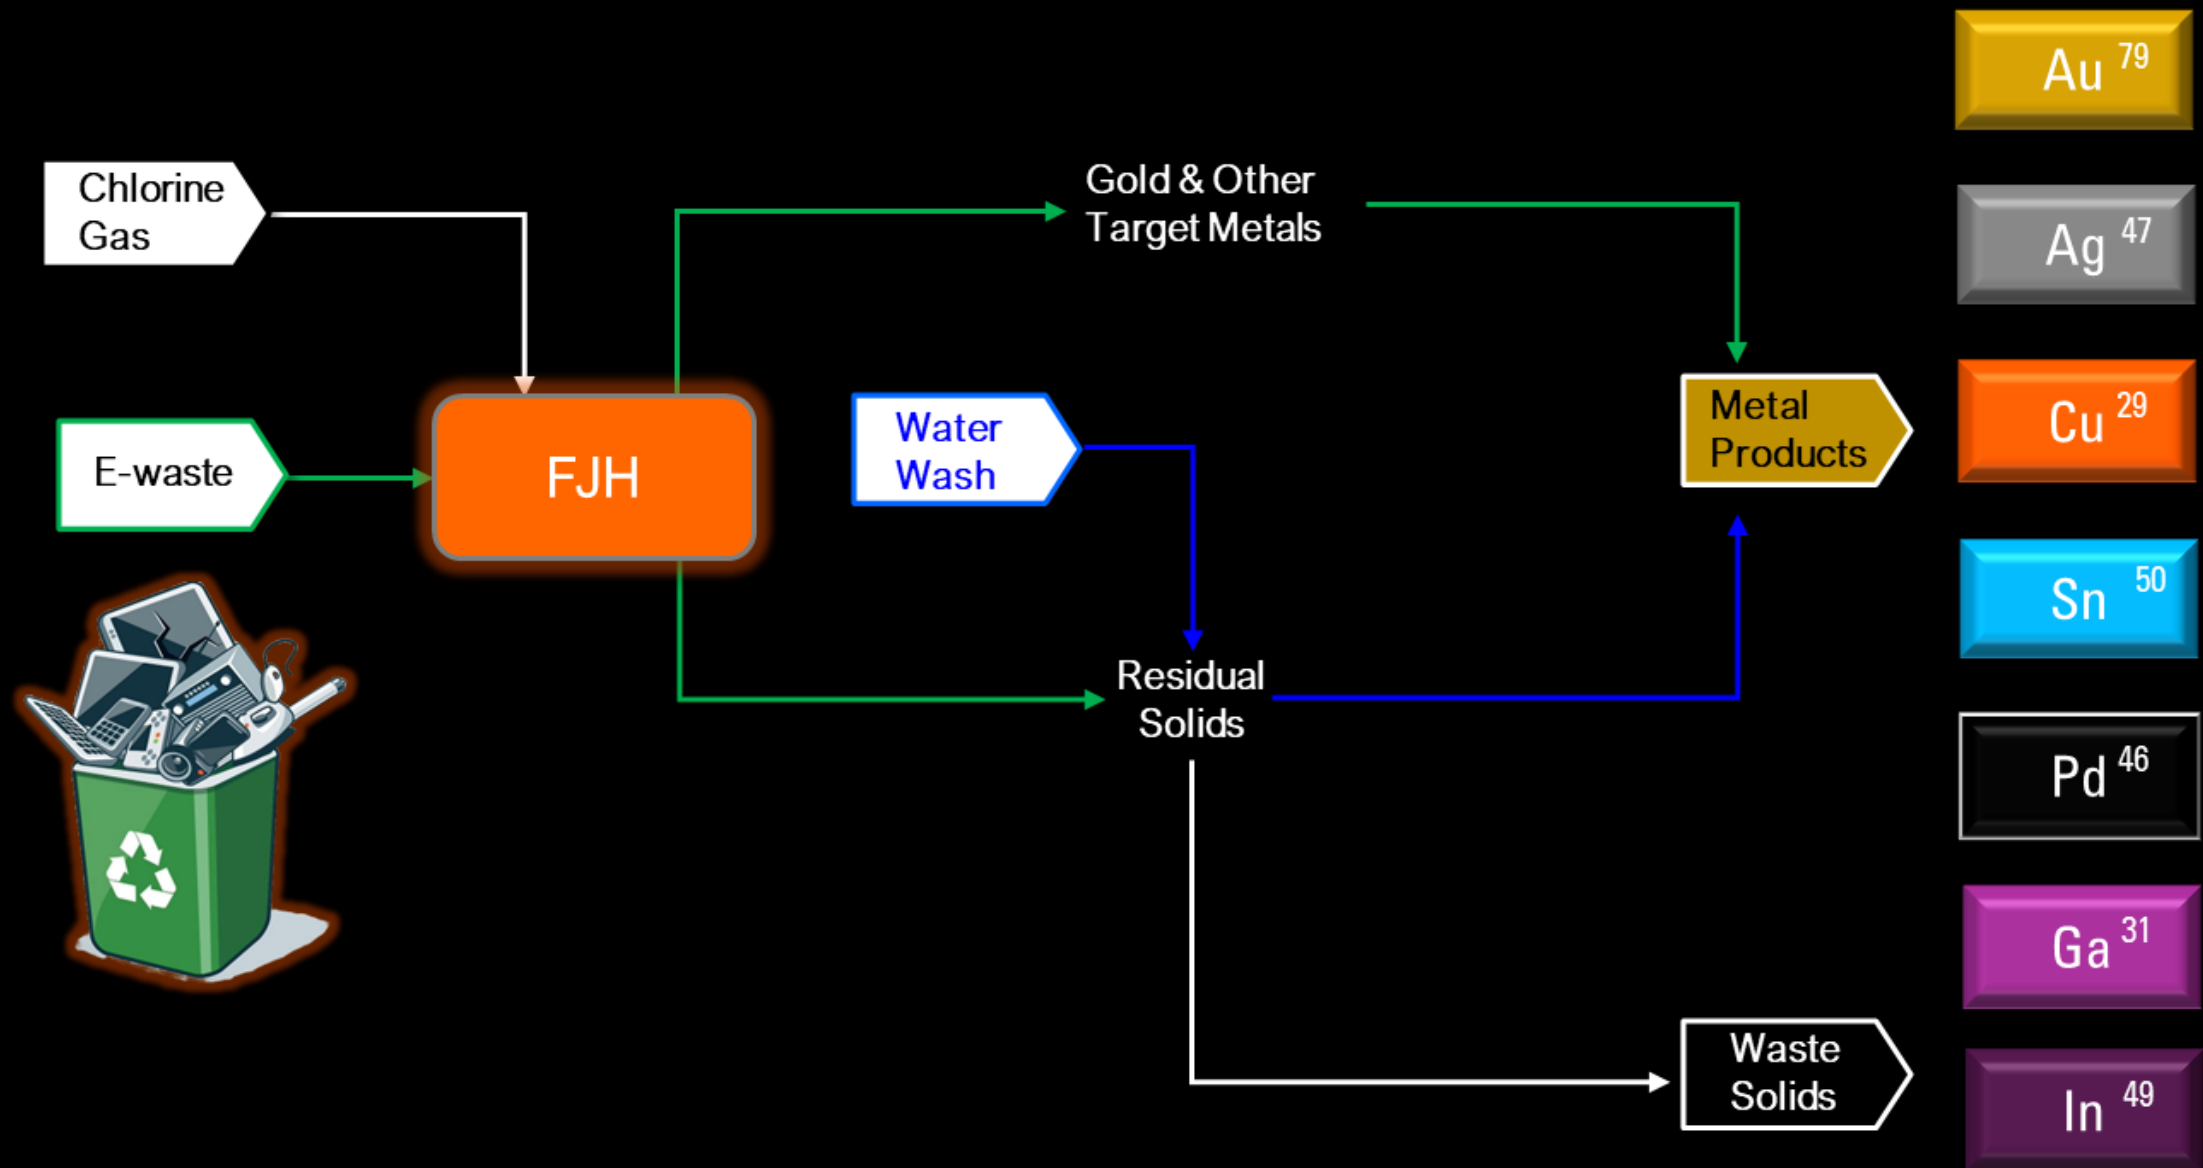 Chlorine
Gas
E-waste
FJH
Gold & Other
Target Metals
Water
Wash
Residual
Solids
Metal
Products
Waste
Solids
Au 79
Ag 47
Cu 29
Sn 50
Pd 46
Ga 31
In 49